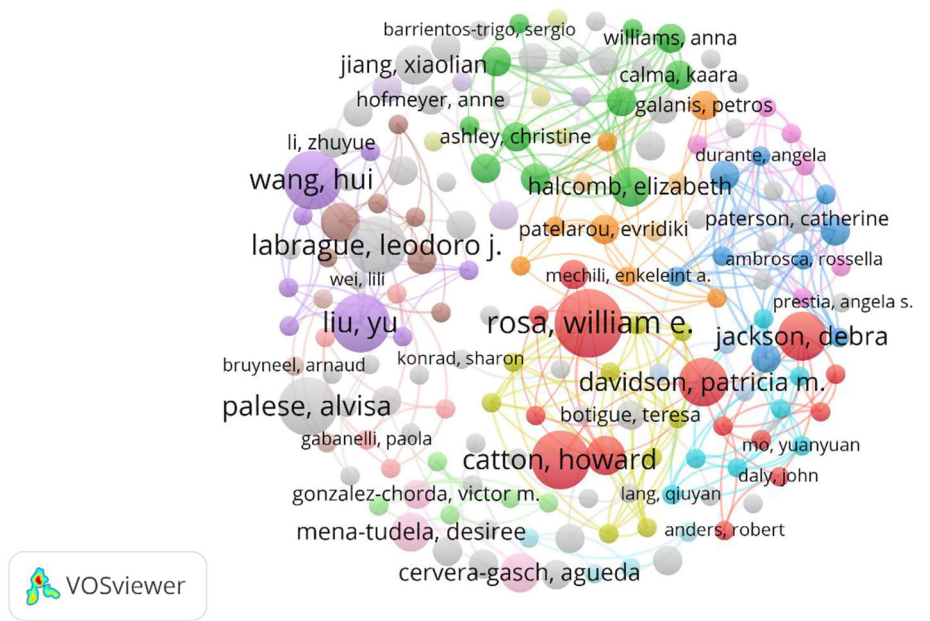 barrientos-trigo, sergio
williams, anna
jiang, xiaolian
calma, kaara
hofmeyer, anne
galanis, petros
ashley, christine
li, zhuyue
durante, angela
wang, hui
halcomb, elizabeth
paterson, catherine
patelarou, evridiki
labrague, leodoro j.
ambrosca, rossella
wei, lili
mechili, enkeleint a.
prestia, angela s.
liu, yu
rosa, william e.
jackson, debra
bruyneel, arnaud
konrad, sharon
davidson, patricia m.
palese, alvisa
botigue, teresa
gabanelli, paola
mo, yuanyuan
catton, howard
daly, john
gonzalez-chorda, victor m.
lang, qiuyan
mena-tudela, desiree
anders, robert
cervera-gasch, agueda
VOSviewer